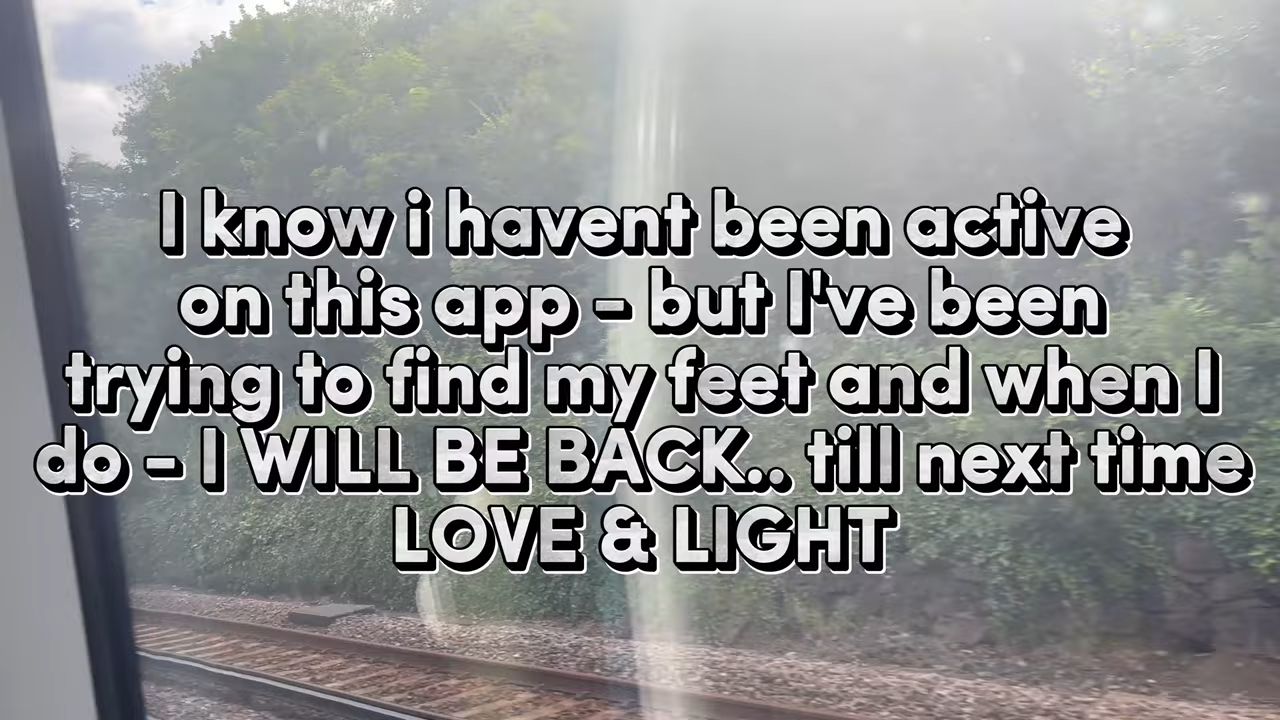 I know i havent been active
on this app - but I've been
trying to find my feet and when I
do - I WILL BE BACK.. till next time
LOVE & LIGHT